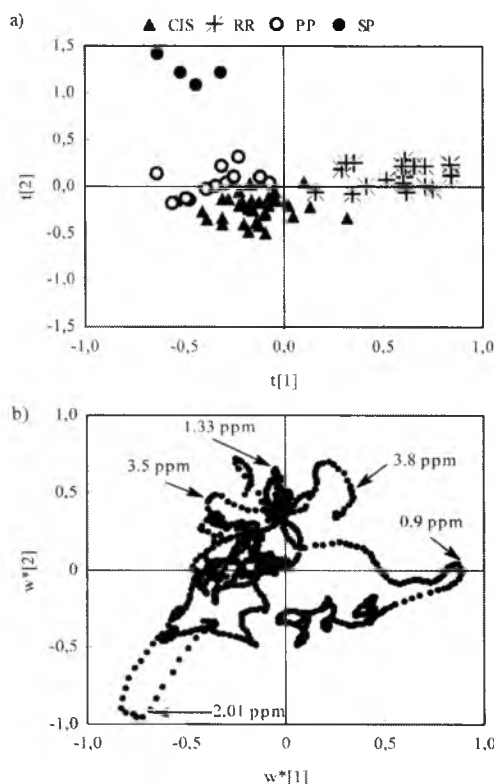 a)
▲ CIS ✳ RR ○ PP ● SP
1,5
1,0
0,5
0,0
-0,5
-1,0
-1,5
t[2]
-1,0 -0,5 0 0,5 1,0
t[1]
b)
1,0
0,5
0
-0,5
-1,0
w*[2]
1.33 ppm
3.5 ppm
3.8 ppm
0.9 ppm
2.01 ppm
-1,0 -0,5 0 0,5 1,0
w*[1]